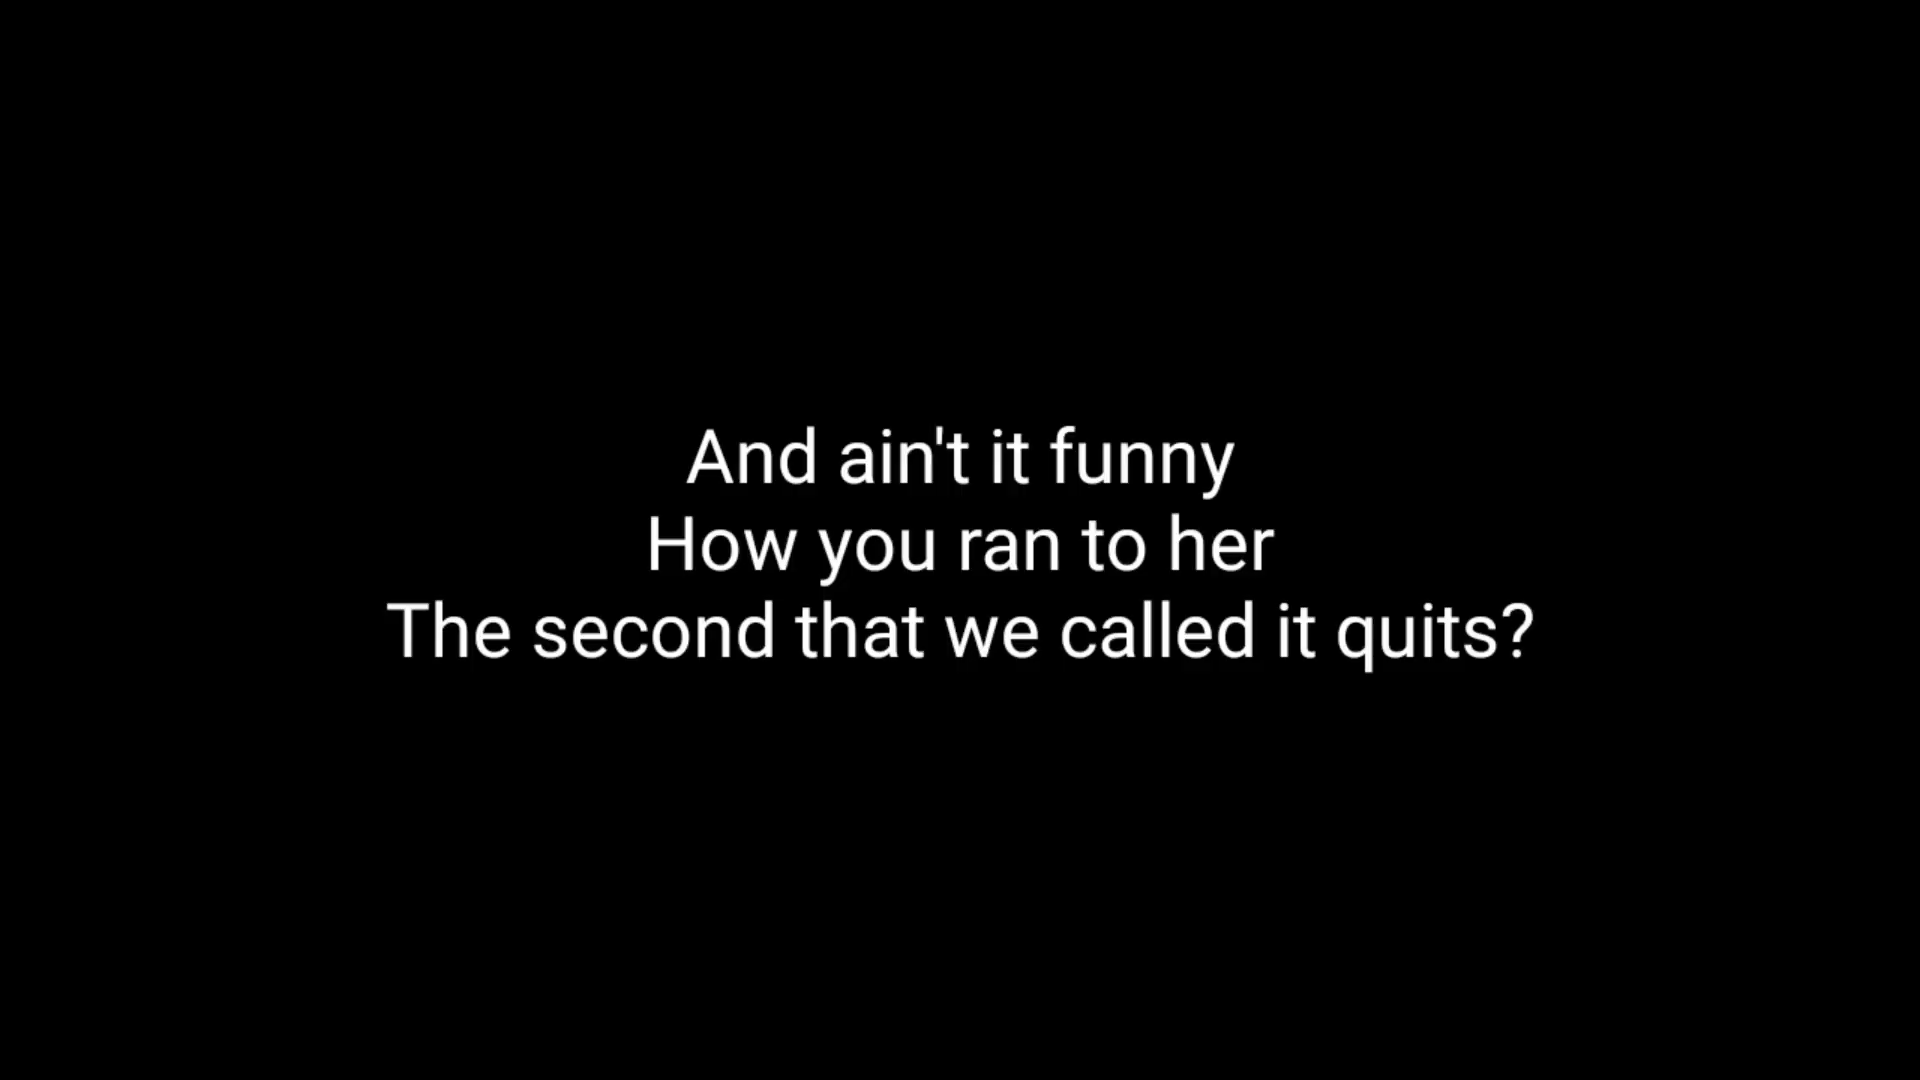 And ain't it funny
How you ran to her
The second that we called it quits?